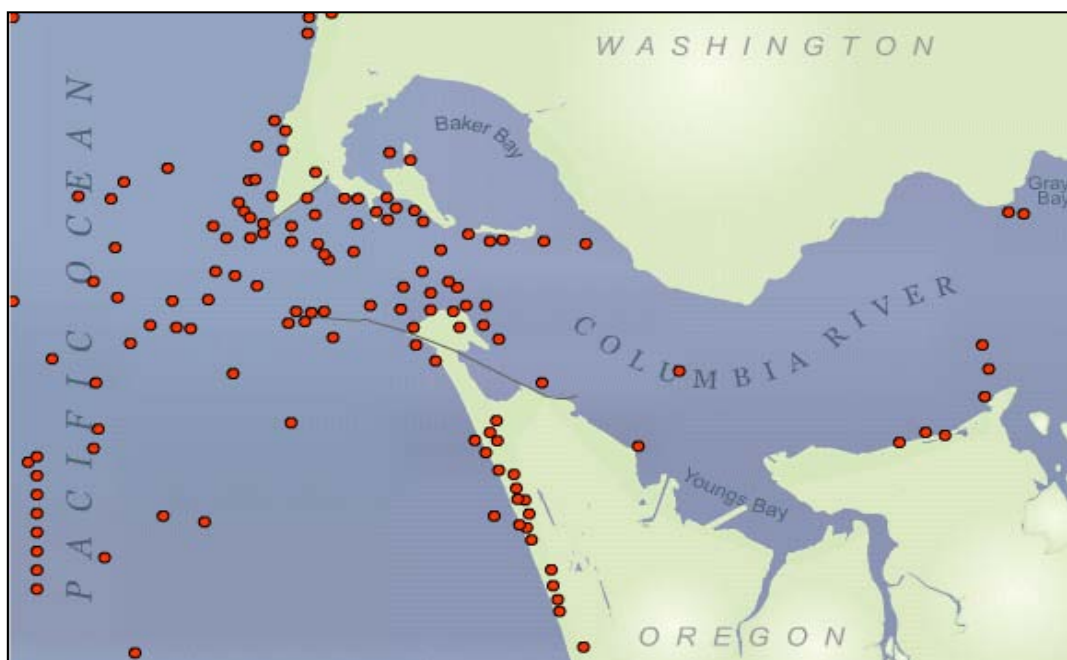 WASHINGTON
PACIFIC OCEAN
Baker Bay
Gray
Bay
COLUMBIA RIVER
Youngs Bay
OREGON